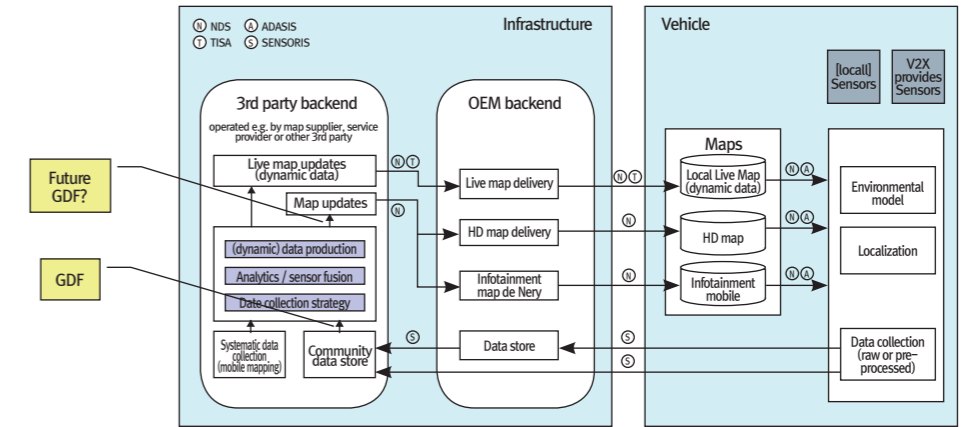 Infrastructure
Vehicle
N NDS A ADASIS
T TISA S SENSORIS
[locall]
Sensors
V2X
provides
Sensors
3rd party backend
operated e.g. by map supplier, service
provider or other 3rd party
Live map updates
(dynamic data)
Map updates
(dynamic) data production
Analytics / sensor fusion
Date collection strategy
Systematic data
collection
(mobile mapping)
Community
data store
Future
GDF?
GDF
N T
N
S
OEM backend
Live map delivery
HD map delivery
Infotainment
map de Nery
Data store
N T
N
N
S
S
Maps
Local Live Map
(dynamic data)
HD map
Infotainment
mobile
N A
N A
N A
Environmental
model
Localization
Data collection
(raw or pre-
processed)